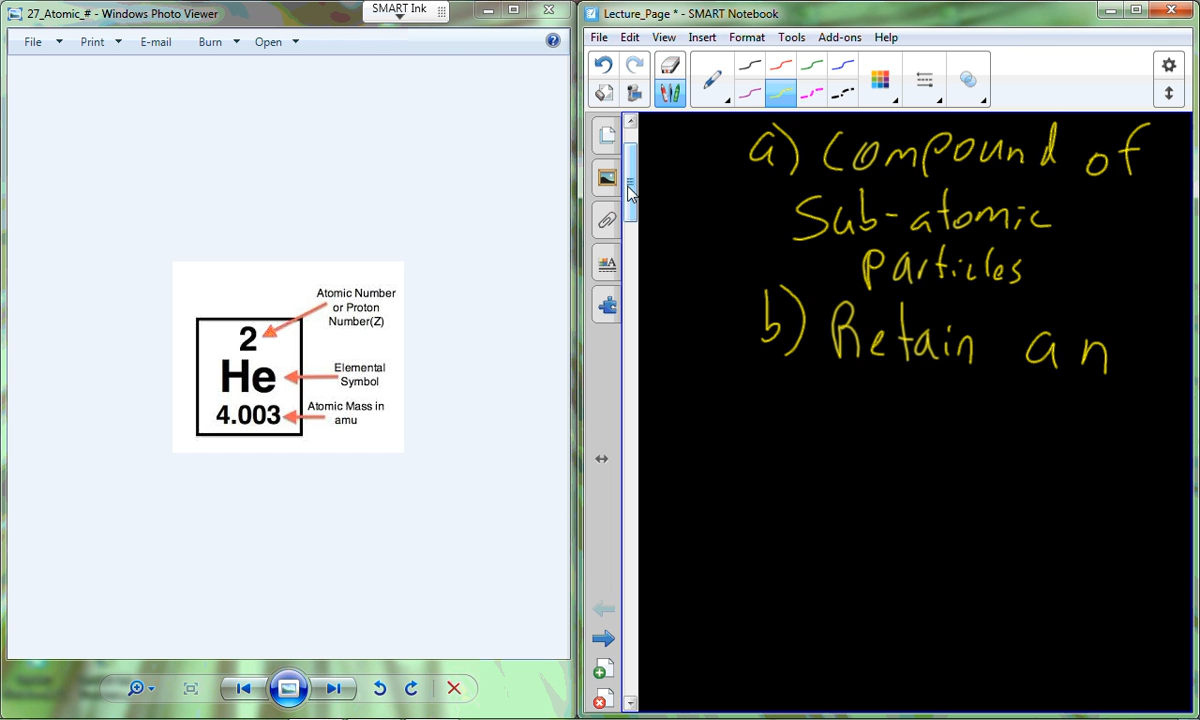 27_Atomic_# - Windows Photo Viewer
SMART Ink
File Print E-mail Burn Open
Atomic Number
or Proton
Number(Z)
2
He
Elemental
Symbol
4.003
Atomic Mass in
amu
Lecture_Page * - SMART Notebook
File Edit View Insert Format Tools Add-ons Help
a) Compound of
Sub-atomic
particles
b) Retain an